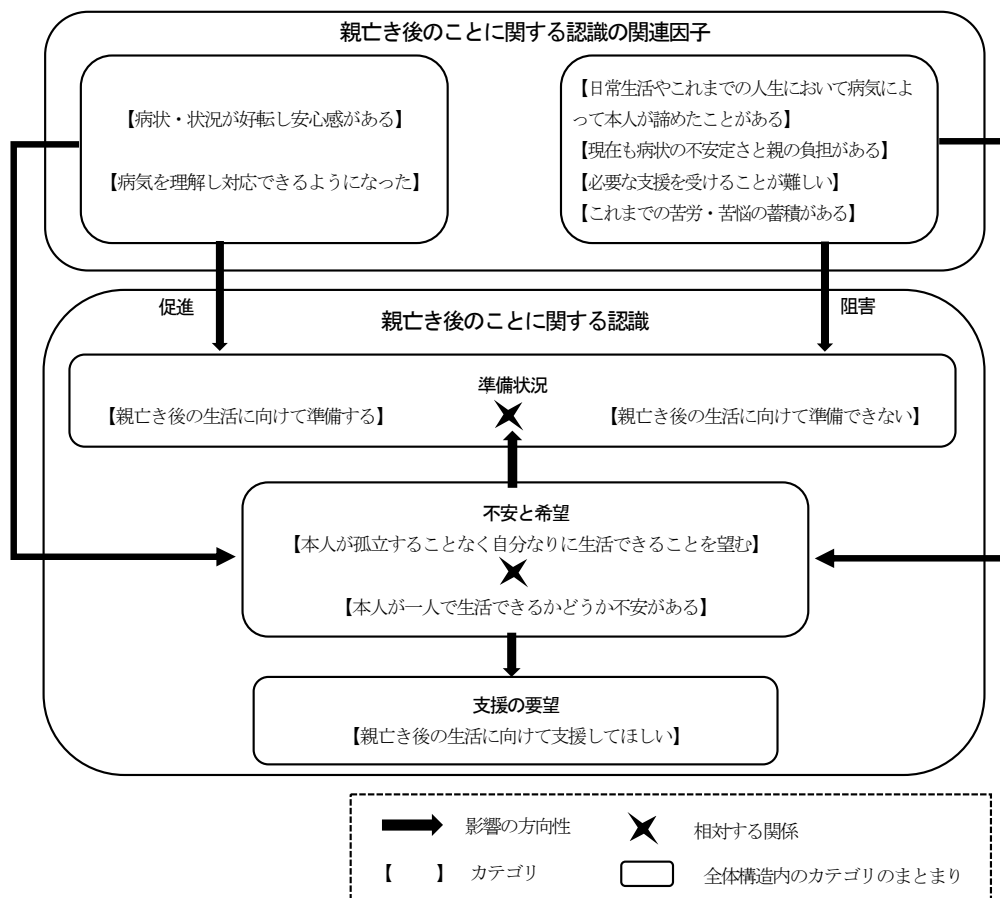 親亡き後のことに関する認識の関連因子
【病状・状況が好転し安心感がある】
【病気を理解し対応できるようになった】
【日常生活やこれまでの人生において病気によ
って本人が諦めたことがある】
【現在も病状の不安定さと親の負担がある】
【必要な支援を受けることが難しい】
【これまでの苦労・苦悩の蓄積がある】
促進
阻害
親亡き後のことに関する認識
準備状況
【親亡き後の生活に向けて準備する】
【親亡き後の生活に向けて準備できない】
不安と希望
【本人が孤立することなく自分なりに生活できることを望む】
【本人が一人で生活できるかどうか不安がある】
支援の要望
【親亡き後の生活に向けて支援してほしい】
影響の方向性
相対する関係
【　　】 カテゴリ
全体構造内のカテゴリのまとまり